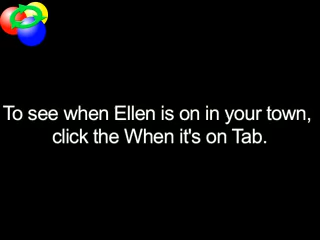 To see when Ellen is on in your town,
click the When it's on Tab.